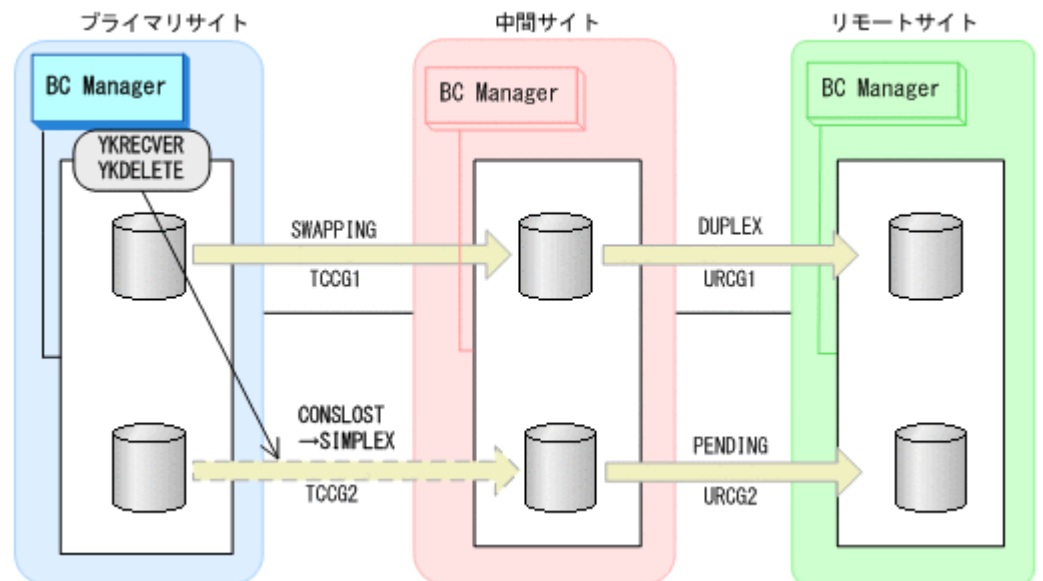 プライマリサイト
中間サイト
リモートサイト
BC Manager
BC Manager
BC Manager
YKRECVER
YKDELETE
SWAPPING
TCCG1
DUPLEX
URCG1
CONSLOST
→SIMPLEX
TCCG2
PENDING
URCG2